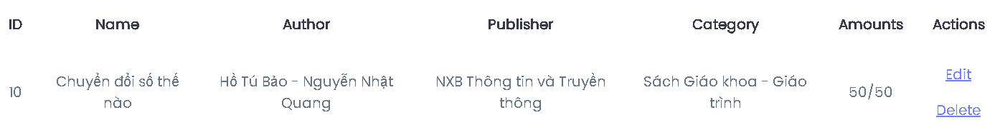 ID Name Author Publisher Category Amounts Actions
10 Chuyển đổi số thế nào Hồ Tú Bảo - Nguyễn Nhật Quang NXB Thông tin và Truyền thông Sách Giáo khoa - Giáo trình 50/50 Edit
Delete